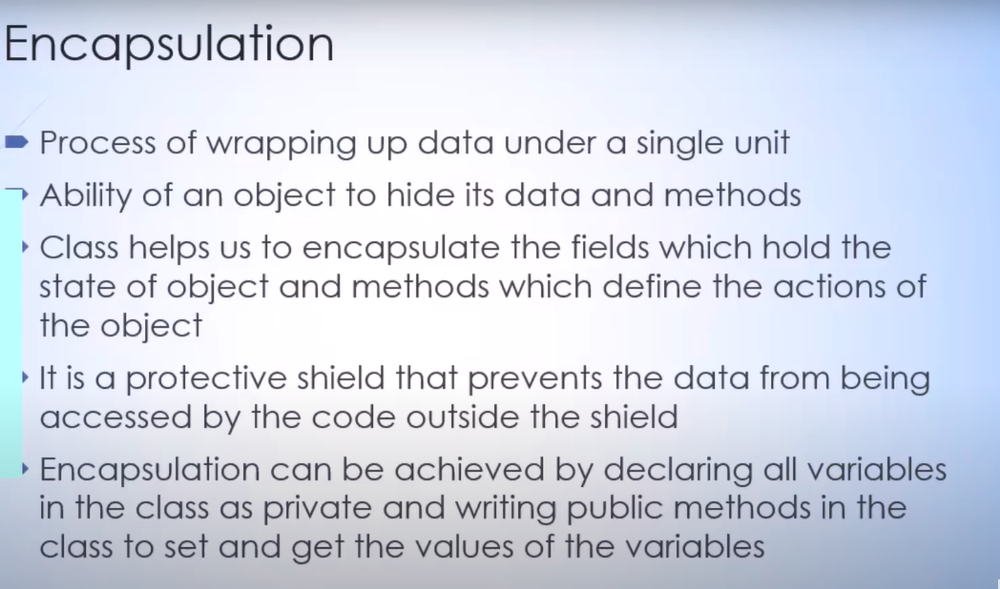 Encapsulation
Process of wrapping up data under a single unit
Ability of an object to hide its data and methods
Class helps us to encapsulate the fields which hold the
state of object and methods which define the actions of
the object
It is a protective shield that prevents the data from being
accessed by the code outside the shield
Encapsulation can be achieved by declaring all variables
in the class as private and writing public methods in the
class to set and get the values of the variables